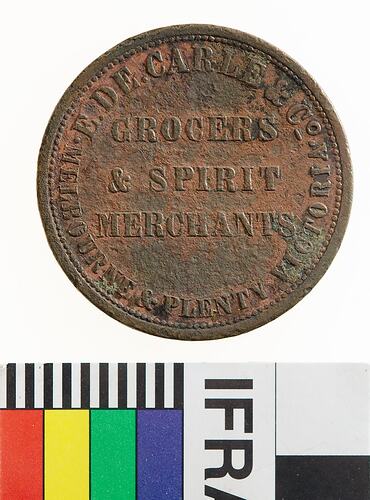 E. DE. CARLE & Co.
GROCERS
& SPIRIT
MERCHANTS
MELBOURNE & PLENTY VICTORIA
IFRA